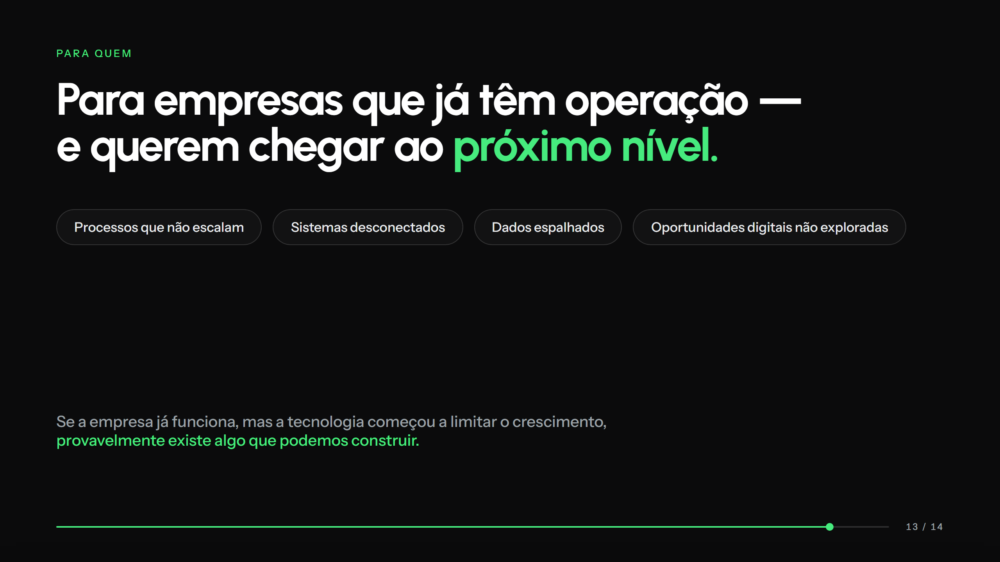 PARA QUEM
Para empresas que já têm operação —
e querem chegar ao próximo nível.
Processos que não escalam
Sistemas desconectados
Dados espalhados
Oportunidades digitais não exploradas
Se a empresa já funciona, mas a tecnologia começou a limitar o crescimento,
provavelmente existe algo que podemos construir.
13 / 14